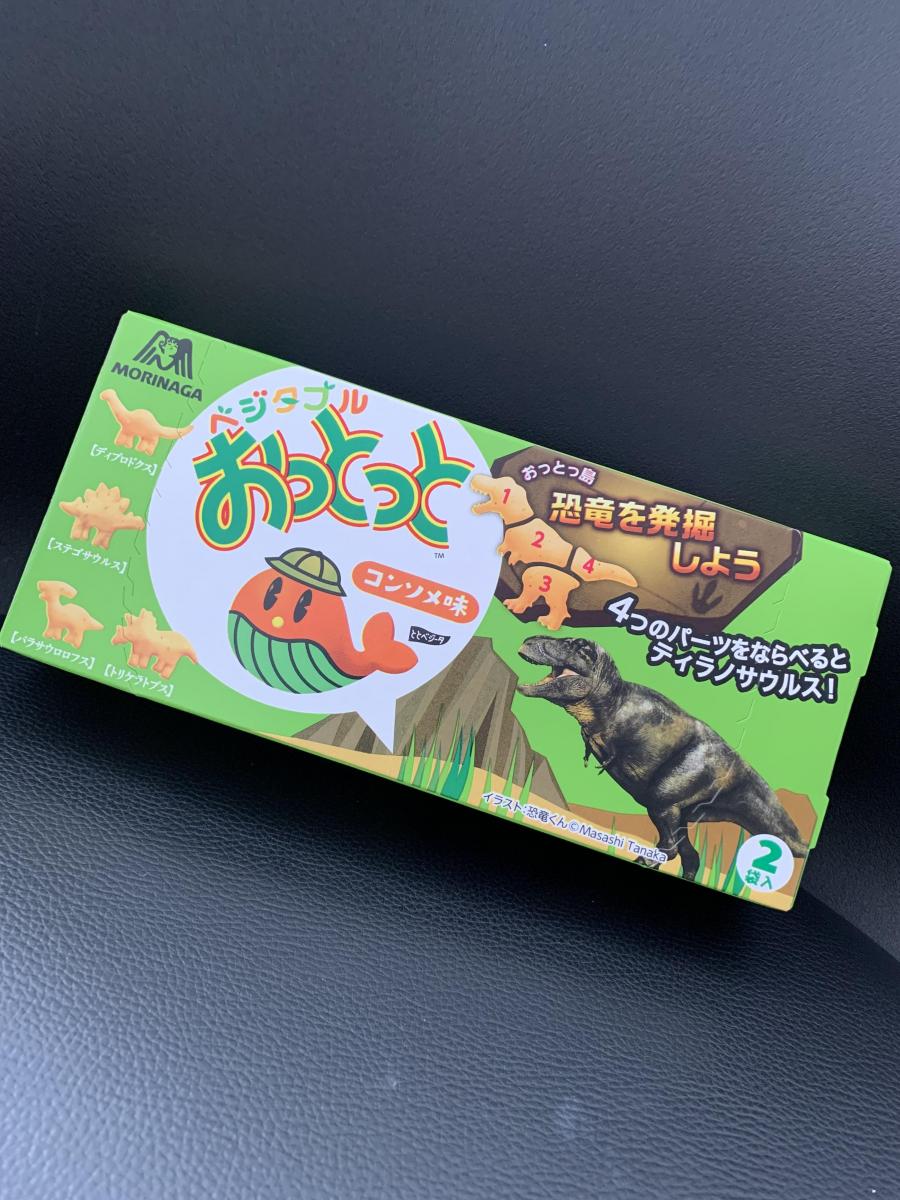 MORINAGA
【ディプロドクス】
【ステゴサウルス】
【パラサウロロフス】
【トリケラトプス】
ベジタブル
おっとっと
TM
コンソメ味
ととベジータ
おっとっ島
恐竜を発掘
しよう
1
2
3
4
4つのパーツをならべると
ティラノサウルス!
イラスト:恐竜くん ©Masashi Tanaka
2
袋入